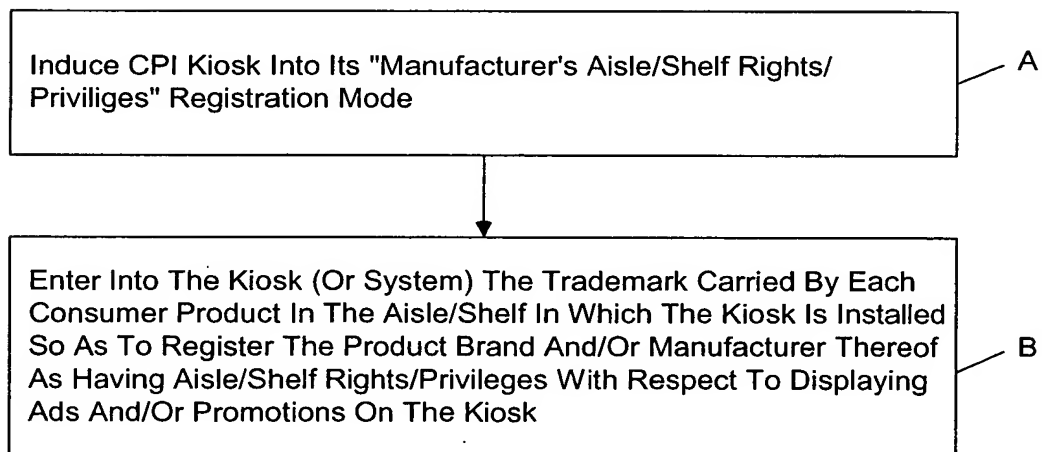 Induce CPI Kiosk Into Its "Manufacturer's Aisle/Shelf Rights/
Priviliges" Registration Mode
A
Enter Into The Kiosk (Or System) The Trademark Carried By Each
Consumer Product In The Aisle/Shelf In Which The Kiosk Is Installed
So As To Register The Product Brand And/Or Manufacturer Thereof
As Having Aisle/Shelf Rights/Privileges With Respect To Displaying
Ads And/Or Promotions On The Kiosk
B